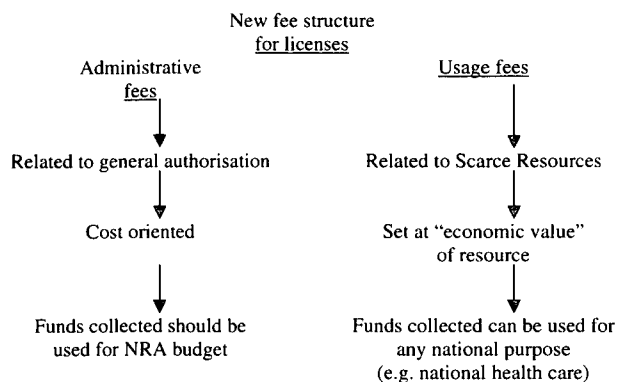 New fee structure
for licenses
Administrative
fees
Related to general authorisation
Cost oriented
Funds collected should be
used for NRA budget
Usage fees
Related to Scarce Resources
Set at “economic value”
of resource
Funds collected can be used for
any national purpose
(e.g. national health care)